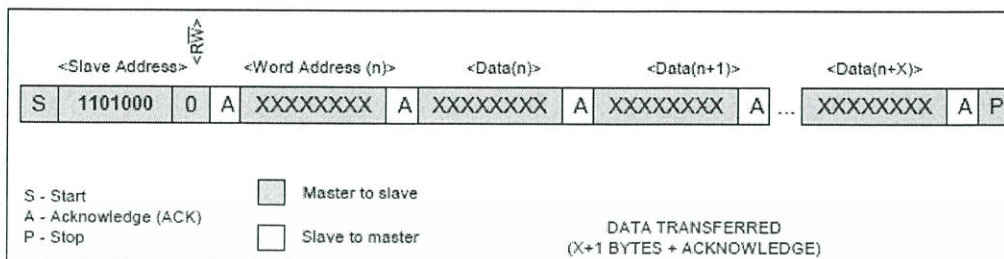 <RW>
<Slave Address> <Word Address (n)> <Data(n)> <Data(n+1)> <Data(n+X)>
S 1101000 0 A XXXXXXXX A XXXXXXXX A XXXXXXXX A ... XXXXXXXX A P
S - Start
A - Acknowledge (ACK)
P - Stop
Master to slave
Slave to master
DATA TRANSFERRED
(X+1 BYTES + ACKNOWLEDGE)